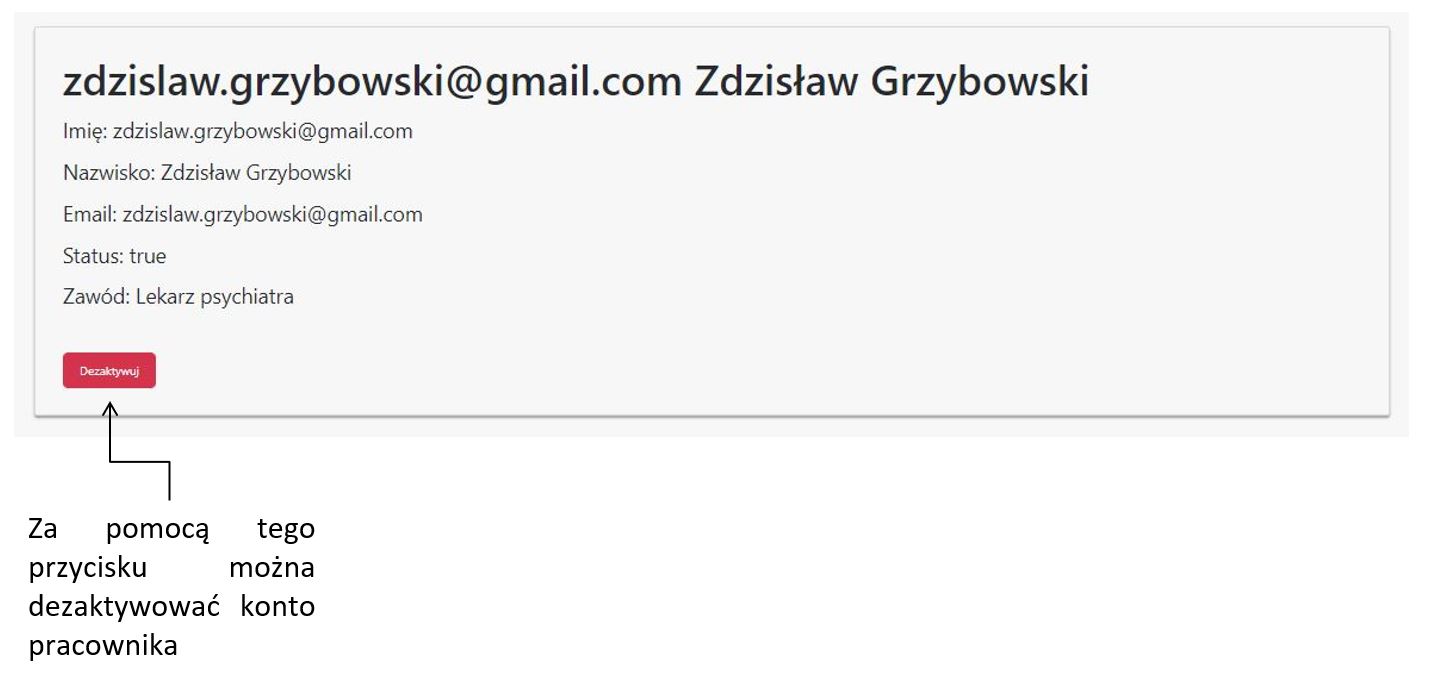 zdzislaw.grzybowski@gmail.com Zdzisław Grzybowski
Imię: zdzislaw.grzybowski@gmail.com
Nazwisko: Zdzisław Grzybowski
Email: zdzislaw.grzybowski@gmail.com
Status: true
Zawód: Lekarz psychiatra
Dezaktywuj
Za pomocą tego
przycisku można
dezaktywować konto
pracownika